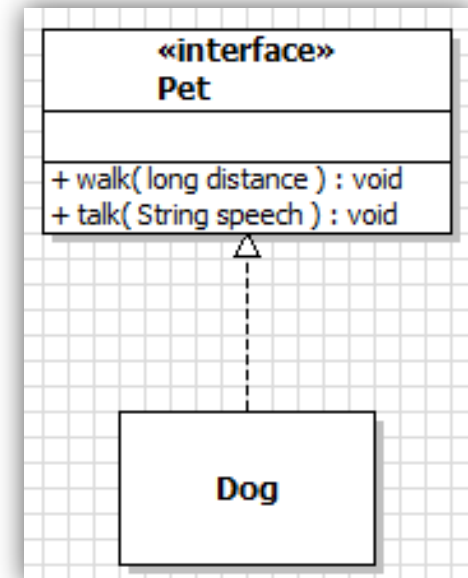 «interface»
Pet
+ walk( long distance ) : void
+ talk( String speech ) : void
Dog